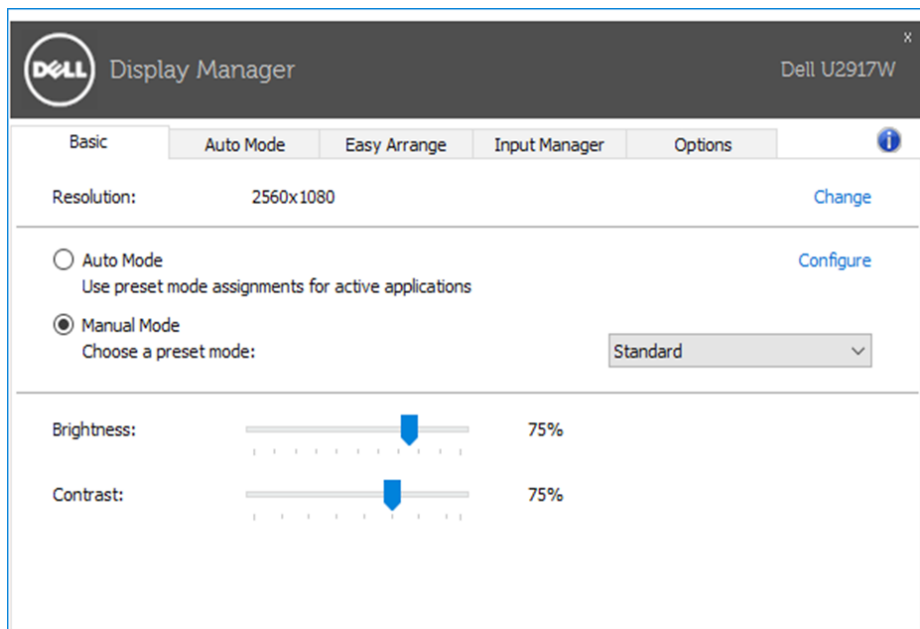 x
DELL Display Manager Dell U2917W
Basic Auto Mode Easy Arrange Input Manager Options i
Resolution: 2560x1080 Change
Auto Mode Configure
Use preset mode assignments for active applications
Manual Mode
Choose a preset mode: Standard
Brightness: 75%
Contrast: 75%